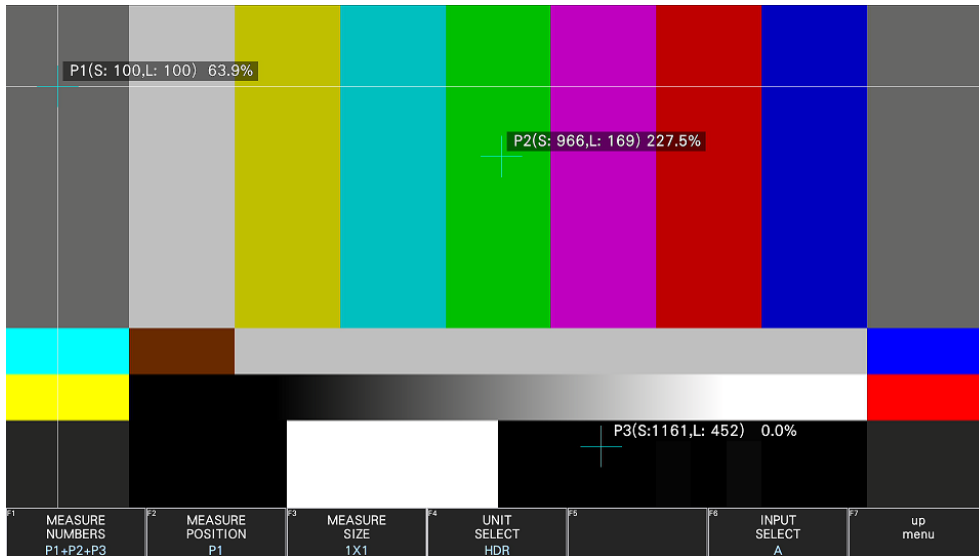 P1(S: 100,L: 100) 63.9%
P2(S: 966,L: 169) 227.5%
P3(S:1161,L: 452) 0.0%
F1 MEASURE NUMBERS P1+P2+P3
F2 MEASURE POSITION P1
F3 MEASURE SIZE 1X1
F4 UNIT SELECT HDR
F5
F6 INPUT SELECT A
F7 up menu